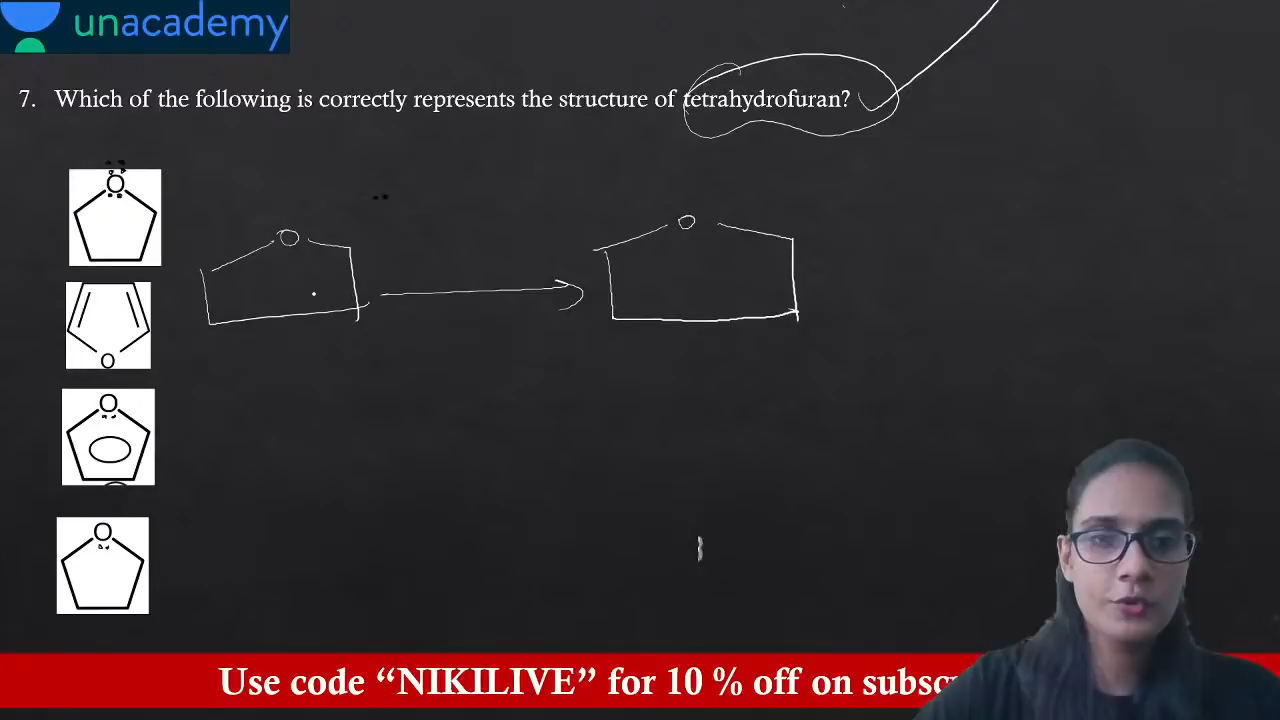 unacademy
7. Which of the following is correctly represents the structure of tetrahydrofuran?
O
O
O
O
O
O
Use code “NIKILIVE” for 10 % off on